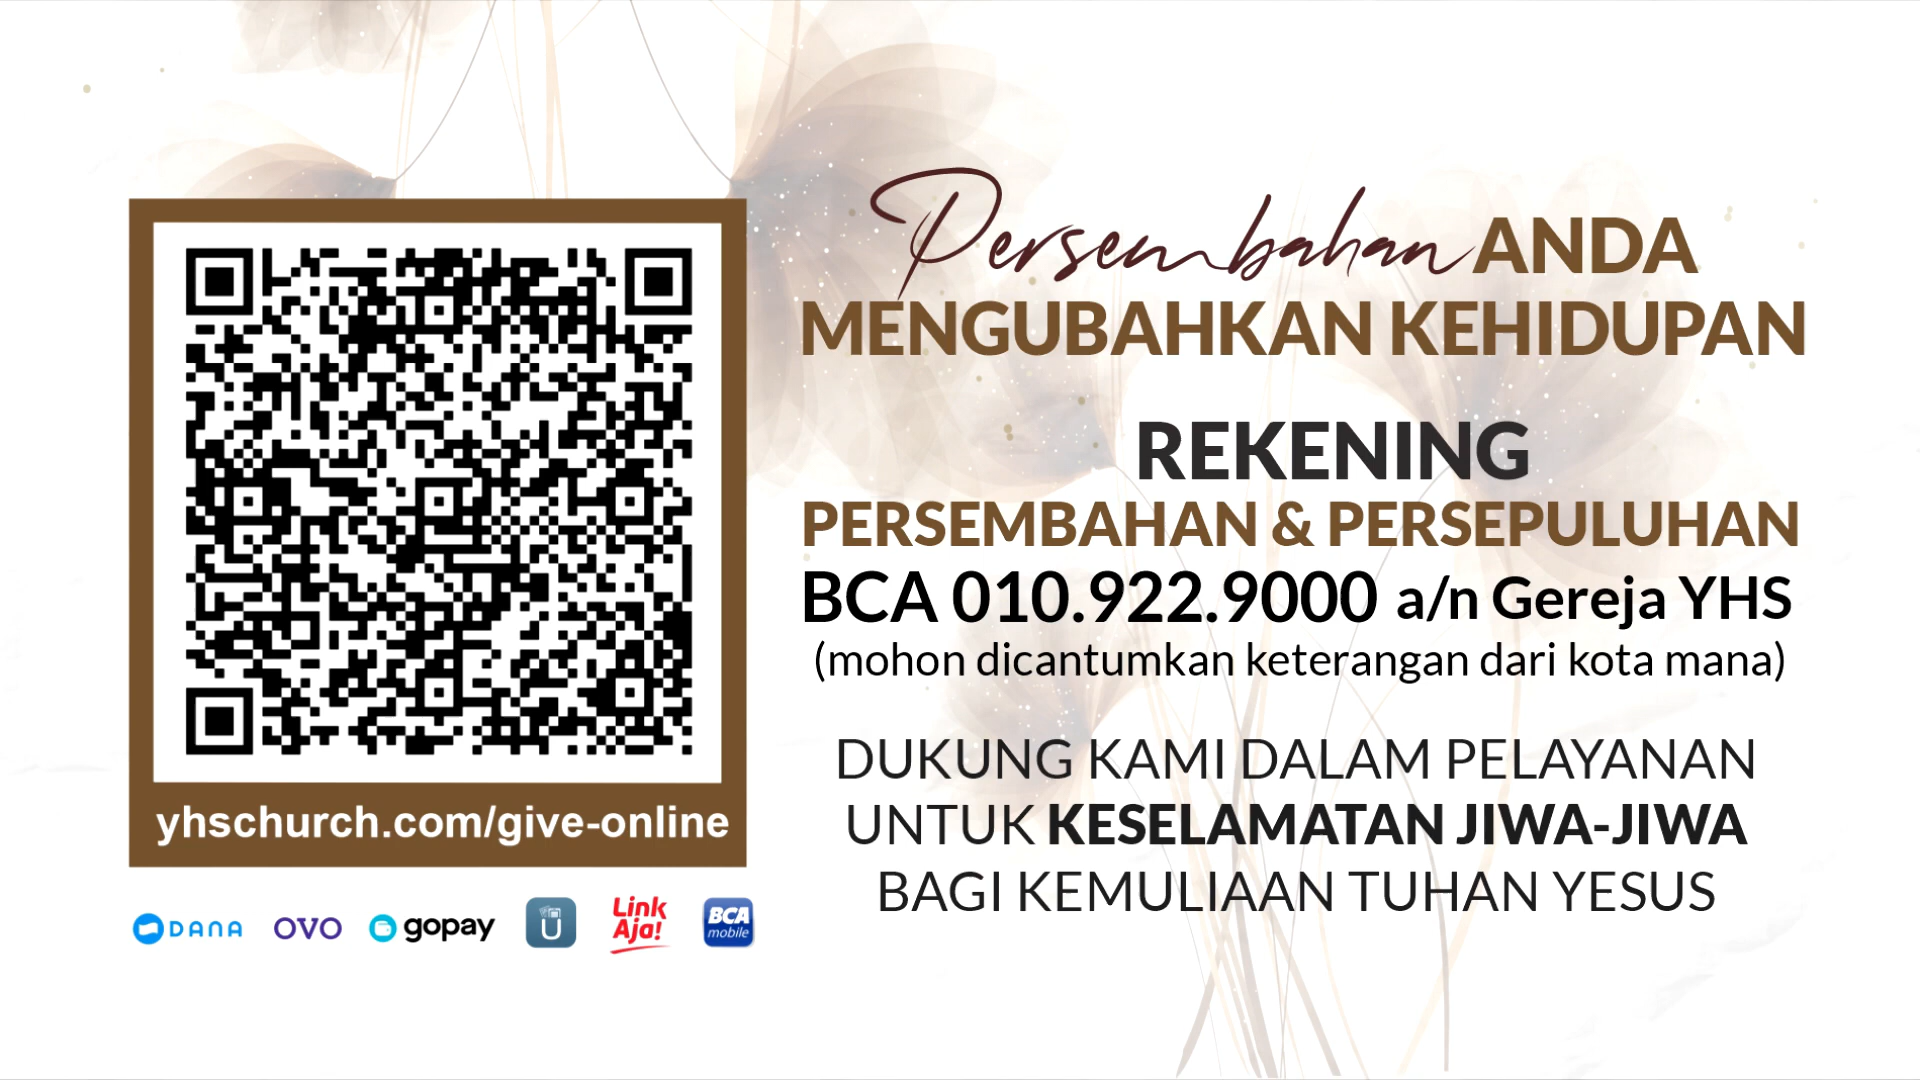 yhschurch.com/give-online
DANA OVO gopay U Link Aja! BCA mobile
Persembahan ANDA
MENGUBAHKAN KEHIDUPAN
REKENING
PERSEMBAHAN & PERSEPULUHAN
BCA 010.922.9000 a/n Gereja YHS
(mohon dicantumkan keterangan dari kota mana)
DUKUNG KAMI DALAM PELAYANAN
UNTUK KESELAMATAN JIWA-JIWA
BAGI KEMULIAAN TUHAN YESUS